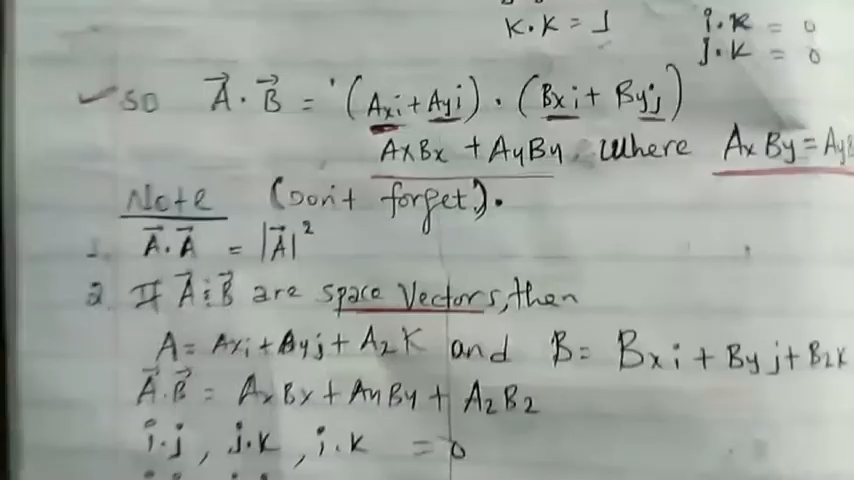 K.K = 1 i.K = 0
j.K = 0
so A⃗.B⃗ = (Axi + Ayi) . (Bxi + Byj)
AxBx + AyBy, where AxBy = Ay
Note (Don't forget).
1. A⃗.A⃗ = |A⃗|²
2. If A⃗ & B⃗ are space Vectors, then
A = Axi + Ayj + AzK and B = Bxi + Byj + BzK
A⃗.B⃗ = AxBx + AyBy + AzBz
i.j, j.K, i.K = 0